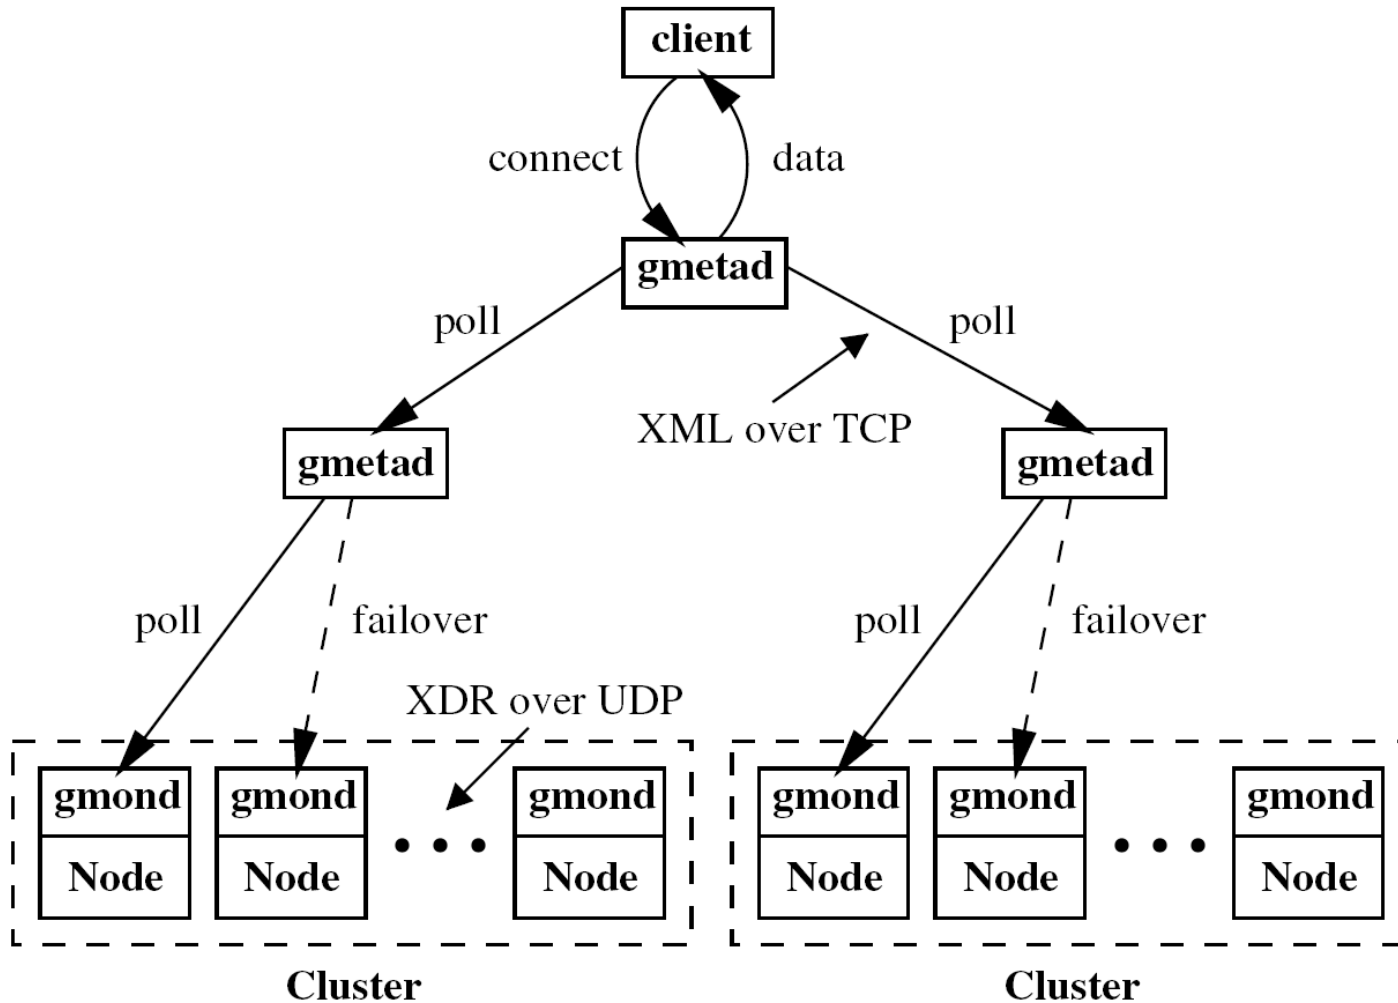 client
connect
data
gmetad
poll
poll
XML over TCP
gmetad
gmetad
poll
failover
poll
failover
XDR over UDP
gmond
gmond
gmond
gmond
gmond
gmond
Node
Node
Node
Node
Node
Node
Cluster
Cluster